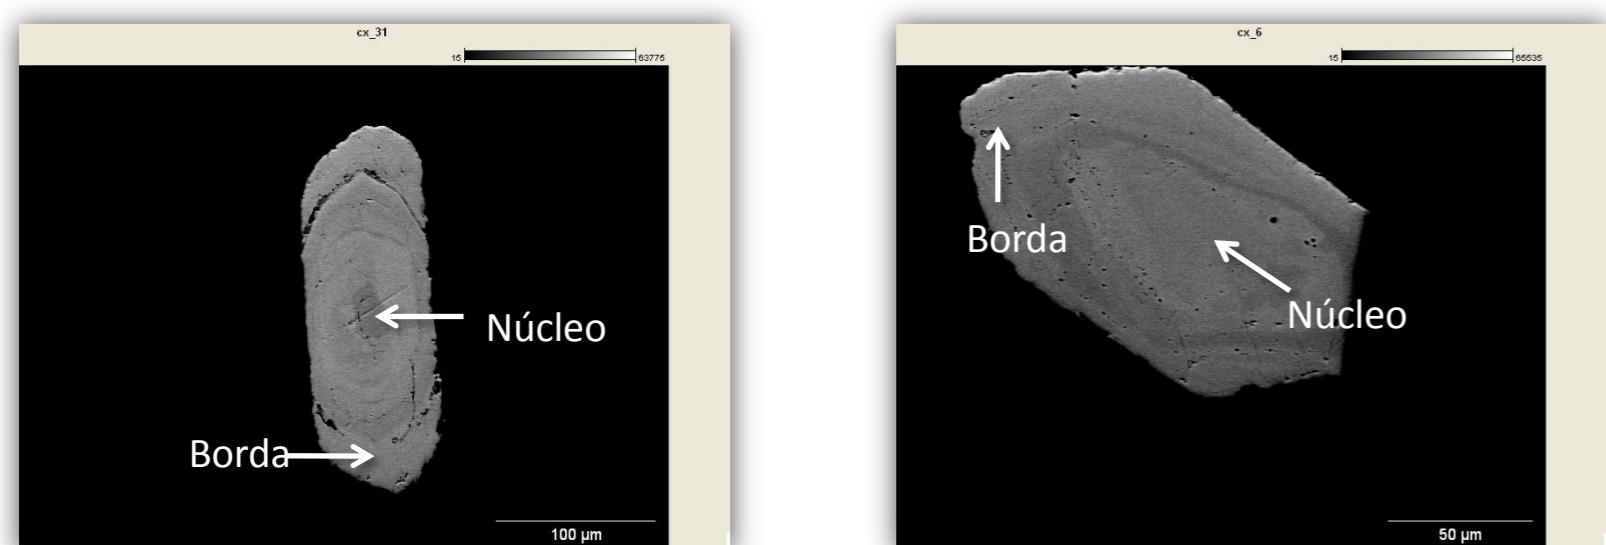 cx_31
15 63775
Núcleo
Borda
100 µm
cx_6
15 65535
Borda
Núcleo
50 µm